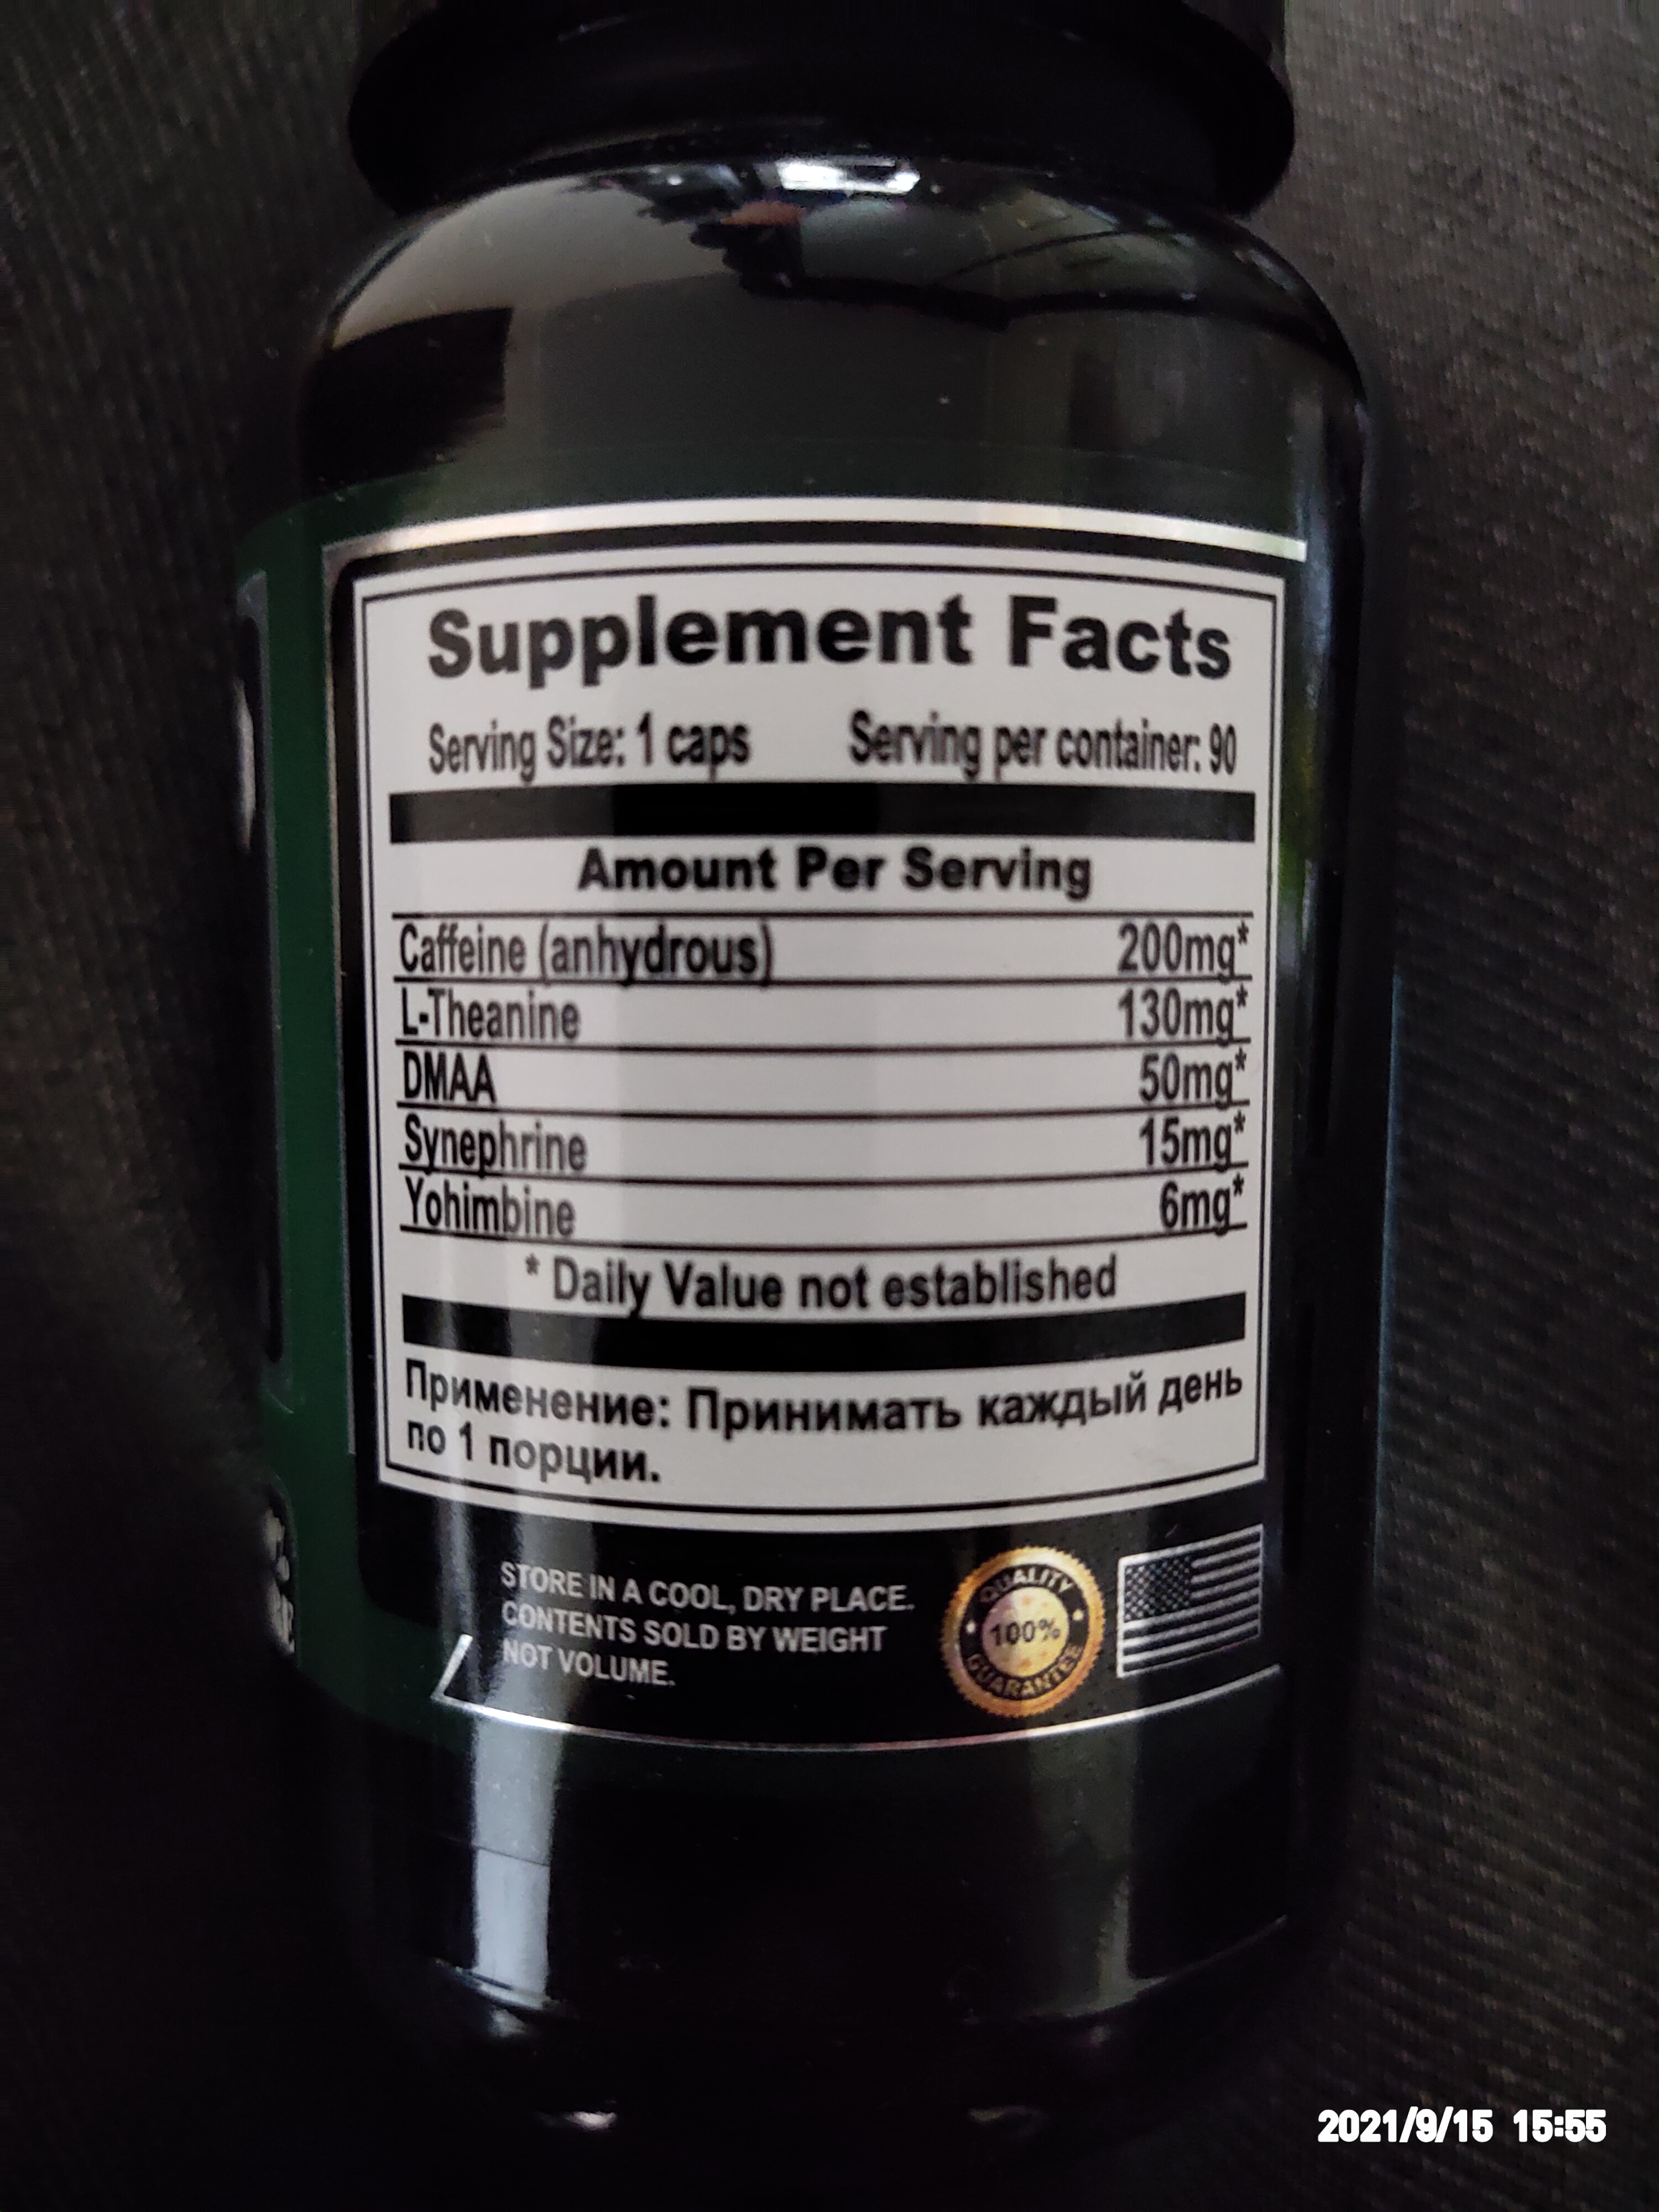 Supplement Facts
Serving Size: 1 caps Serving per container: 90
Amount Per Serving
Caffeine (anhydrous) 200mg*
L-Theanine 130mg*
DMAA 50mg*
Synephrine 15mg*
Yohimbine 6mg*
* Daily Value not established
Применение: Принимать каждый день
по 1 порции.
STORE IN A COOL, DRY PLACE.
CONTENTS SOLD BY WEIGHT
NOT VOLUME.
QUALITY
100%
GUARANTEE
2021/9/15 15:55